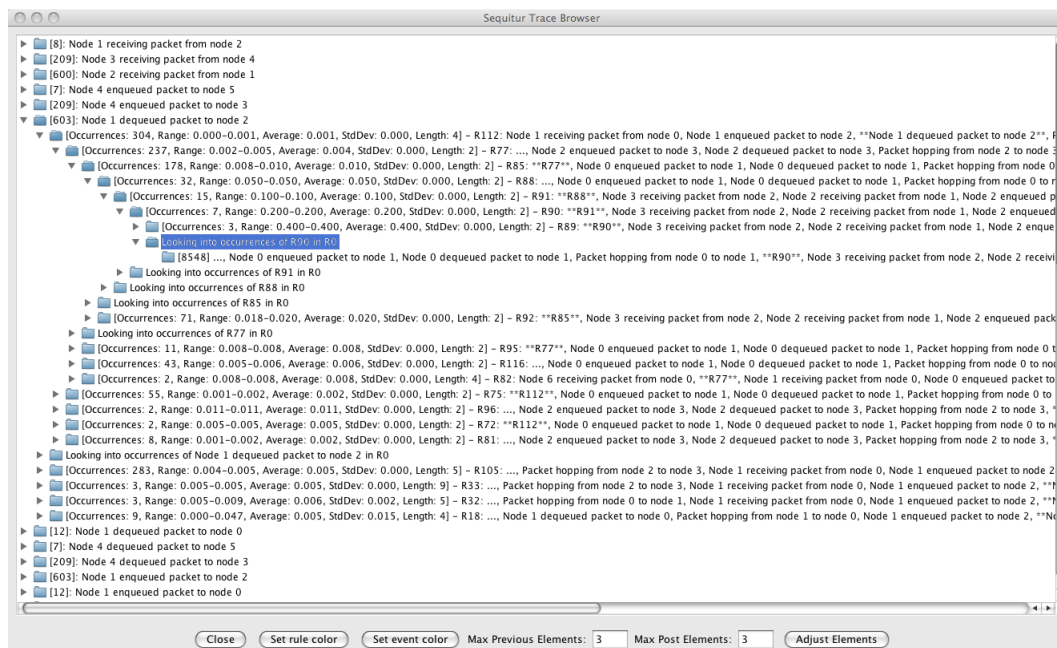 Sequitur Trace Browser
[8]: Node 1 receiving packet from node 2
[209]: Node 3 receiving packet from node 4
[600]: Node 2 receiving packet from node 1
[7]: Node 4 enqueued packet to node 5
[209]: Node 4 enqueued packet to node 3
[603]: Node 1 dequeued packet to node 2
[Occurrences: 304, Range: 0.000-0.001, Average: 0.001, StdDev: 0.000, Length: 4] - R112: Node 1 receiving packet from node 0, Node 1 enqueued packet to node 2, **Node 1 dequeued packet to node 2**,
[Occurrences: 237, Range: 0.002-0.005, Average: 0.004, StdDev: 0.000, Length: 2] - R77: ..., Node 2 enqueued packet to node 3, Node 2 dequeued packet to node 3, Packet hopping from node 2 to node 3
[Occurrences: 178, Range: 0.008-0.010, Average: 0.010, StdDev: 0.000, Length: 2] - R85: **R77**, Node 0 enqueued packet to node 1, Node 0 dequeued packet to node 1, Packet hopping from node 0
[Occurrences: 32, Range: 0.050-0.050, Average: 0.050, StdDev: 0.000, Length: 2] - R88: ..., Node 0 enqueued packet to node 1, Node 0 dequeued packet to node 1, Packet hopping from node 0 to n
[Occurrences: 15, Range: 0.100-0.100, Average: 0.100, StdDev: 0.000, Length: 2] - R91: **R88**, Node 3 receiving packet from node 2, Node 2 receiving packet from node 1, Node 2 enqueued p
[Occurrences: 7, Range: 0.200-0.200, Average: 0.200, StdDev: 0.000, Length: 2] - R90: **R91**, Node 3 receiving packet from node 2, Node 2 receiving packet from node 1, Node 2 enqueued
[Occurrences: 3, Range: 0.400-0.400, Average: 0.400, StdDev: 0.000, Length: 2] - R89: **R90**, Node 3 receiving packet from node 2, Node 2 receiving packet from node 1, Node 2 enque
Looking into occurrences of R90 in R0
[8548] ..., Node 0 enqueued packet to node 1, Node 0 dequeued packet to node 1, Packet hopping from node 0 to node 1, **R90**, Node 3 receiving packet from node 2, Node 2 receivi
Looking into occurrences of R91 in R0
Looking into occurrences of R88 in R0
Looking into occurrences of R85 in R0
[Occurrences: 71, Range: 0.018-0.020, Average: 0.020, StdDev: 0.000, Length: 2] - R92: **R85**, Node 3 receiving packet from node 2, Node 2 receiving packet from node 1, Node 2 enqueued pack
Looking into occurrences of R77 in R0
[Occurrences: 11, Range: 0.008-0.008, Average: 0.008, StdDev: 0.000, Length: 2] - R95: **R77**, Node 0 enqueued packet to node 1, Node 0 dequeued packet to node 1, Packet hopping from node 0 t
[Occurrences: 43, Range: 0.005-0.006, Average: 0.006, StdDev: 0.000, Length: 2] - R116: ..., Node 0 enqueued packet to node 1, Node 0 dequeued packet to node 1, Packet hopping from node 0 to nod
[Occurrences: 2, Range: 0.008-0.008, Average: 0.008, StdDev: 0.000, Length: 4] - R82: Node 6 receiving packet from node 0, **R77**, Node 1 receiving packet from node 0, Node 0 enqueued packet to
[Occurrences: 55, Range: 0.001-0.002, Average: 0.002, StdDev: 0.000, Length: 2] - R75: **R112**, Node 0 enqueued packet to node 1, Node 0 dequeued packet to node 1, Packet hopping from node 0 to
[Occurrences: 2, Range: 0.011-0.011, Average: 0.011, StdDev: 0.000, Length: 2] - R96: ..., Node 2 enqueued packet to node 3, Node 2 dequeued packet to node 3, Packet hopping from node 2 to node 3, *
[Occurrences: 2, Range: 0.005-0.005, Average: 0.005, StdDev: 0.000, Length: 2] - R72: **R112**, Node 0 enqueued packet to node 1, Node 0 dequeued packet to node 1, Packet hopping from node 0 to n
[Occurrences: 8, Range: 0.001-0.002, Average: 0.002, StdDev: 0.000, Length: 2] - R81: ..., Node 2 enqueued packet to node 3, Node 2 dequeued packet to node 3, Packet hopping from node 2 to node 3, *
Looking into occurrences of Node 1 dequeued packet to node 2 in R0
[Occurrences: 283, Range: 0.004-0.005, Average: 0.005, StdDev: 0.000, Length: 5] - R105: ..., Packet hopping from node 2 to node 3, Node 1 receiving packet from node 0, Node 1 enqueued packet to node 2
[Occurrences: 3, Range: 0.005-0.005, Average: 0.005, StdDev: 0.000, Length: 9] - R33: ..., Packet hopping from node 2 to node 3, Node 1 receiving packet from node 0, Node 1 enqueued packet to node 2, **N
[Occurrences: 3, Range: 0.005-0.009, Average: 0.006, StdDev: 0.002, Length: 5] - R32: ..., Packet hopping from node 0 to node 1, Node 1 receiving packet from node 0, Node 1 enqueued packet to node 2, **N
[Occurrences: 9, Range: 0.000-0.047, Average: 0.005, StdDev: 0.015, Length: 4] - R18: ..., Node 1 dequeued packet to node 0, Packet hopping from node 1 to node 0, Node 1 enqueued packet to node 2, **No
[12]: Node 1 dequeued packet to node 0
[7]: Node 4 dequeued packet to node 5
[209]: Node 4 dequeued packet to node 3
[603]: Node 1 enqueued packet to node 2
[12]: Node 1 enqueued packet to node 0
Close Set rule color Set event color Max Previous Elements: 3 Max Post Elements: 3 Adjust Elements